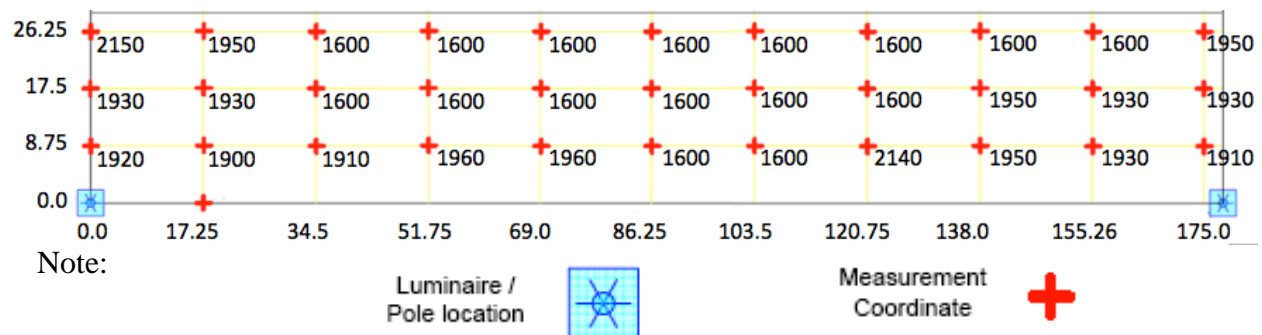 26.25
2150 1950 1600 1600 1600 1600 1600 1600 1600 1600 1950
17.5
1930 1930 1600 1600 1600 1600 1600 1600 1950 1930 1930
8.75
1920 1900 1910 1960 1960 1600 1600 2140 1950 1930 1910
0.0
0.0 17.25 34.5 51.75 69.0 86.25 103.5 120.75 138.0 155.26 175.0
Note:
Luminaire /
Pole location
Measurement
Coordinate